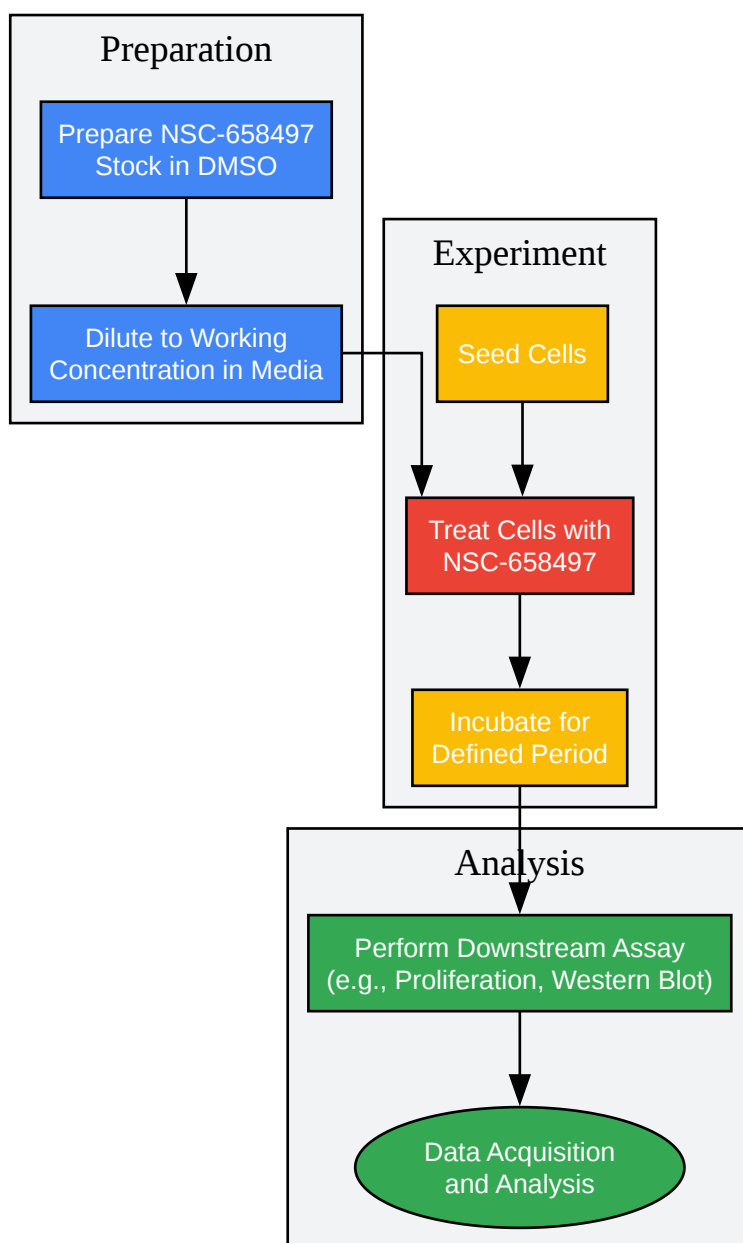 Preparation
Prepare NSC-658497
Stock in DMSO
Dilute to Working
Concentration in Media
Experiment
Seed Cells
Treat Cells with
NSC-658497
Incubate for
Defined Period
Analysis
Perform Downstream Assay
(e.g., Proliferation, Western Blot)
Data Acquisition
and Analysis